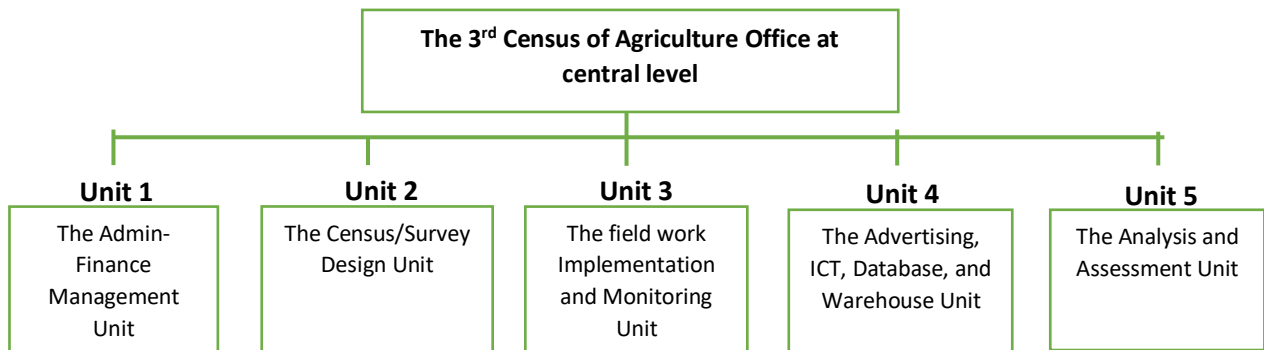 The 3rd Census of Agriculture Office at
central level
Unit 1
Unit 2
Unit 3
Unit 4
Unit 5
The Admin-
Finance
Management
Unit
The Census/Survey
Design Unit
The field work
Implementation
and Monitoring
Unit
The Advertising,
ICT, Database, and
Warehouse Unit
The Analysis and
Assessment Unit